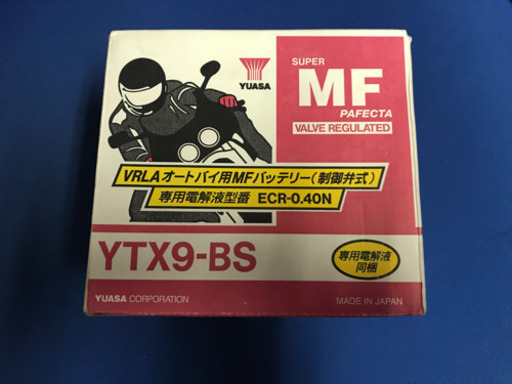 YUASA
SUPER
MF
PAFECTA
VALVE REGULATED
VRLAオートバイ用MFバッテリー(制御弁式)
専用電解液型番 ECR-0.40N
YTX9-BS
専用電解液
同梱
YUASA CORPORATION
MADE IN JAPAN